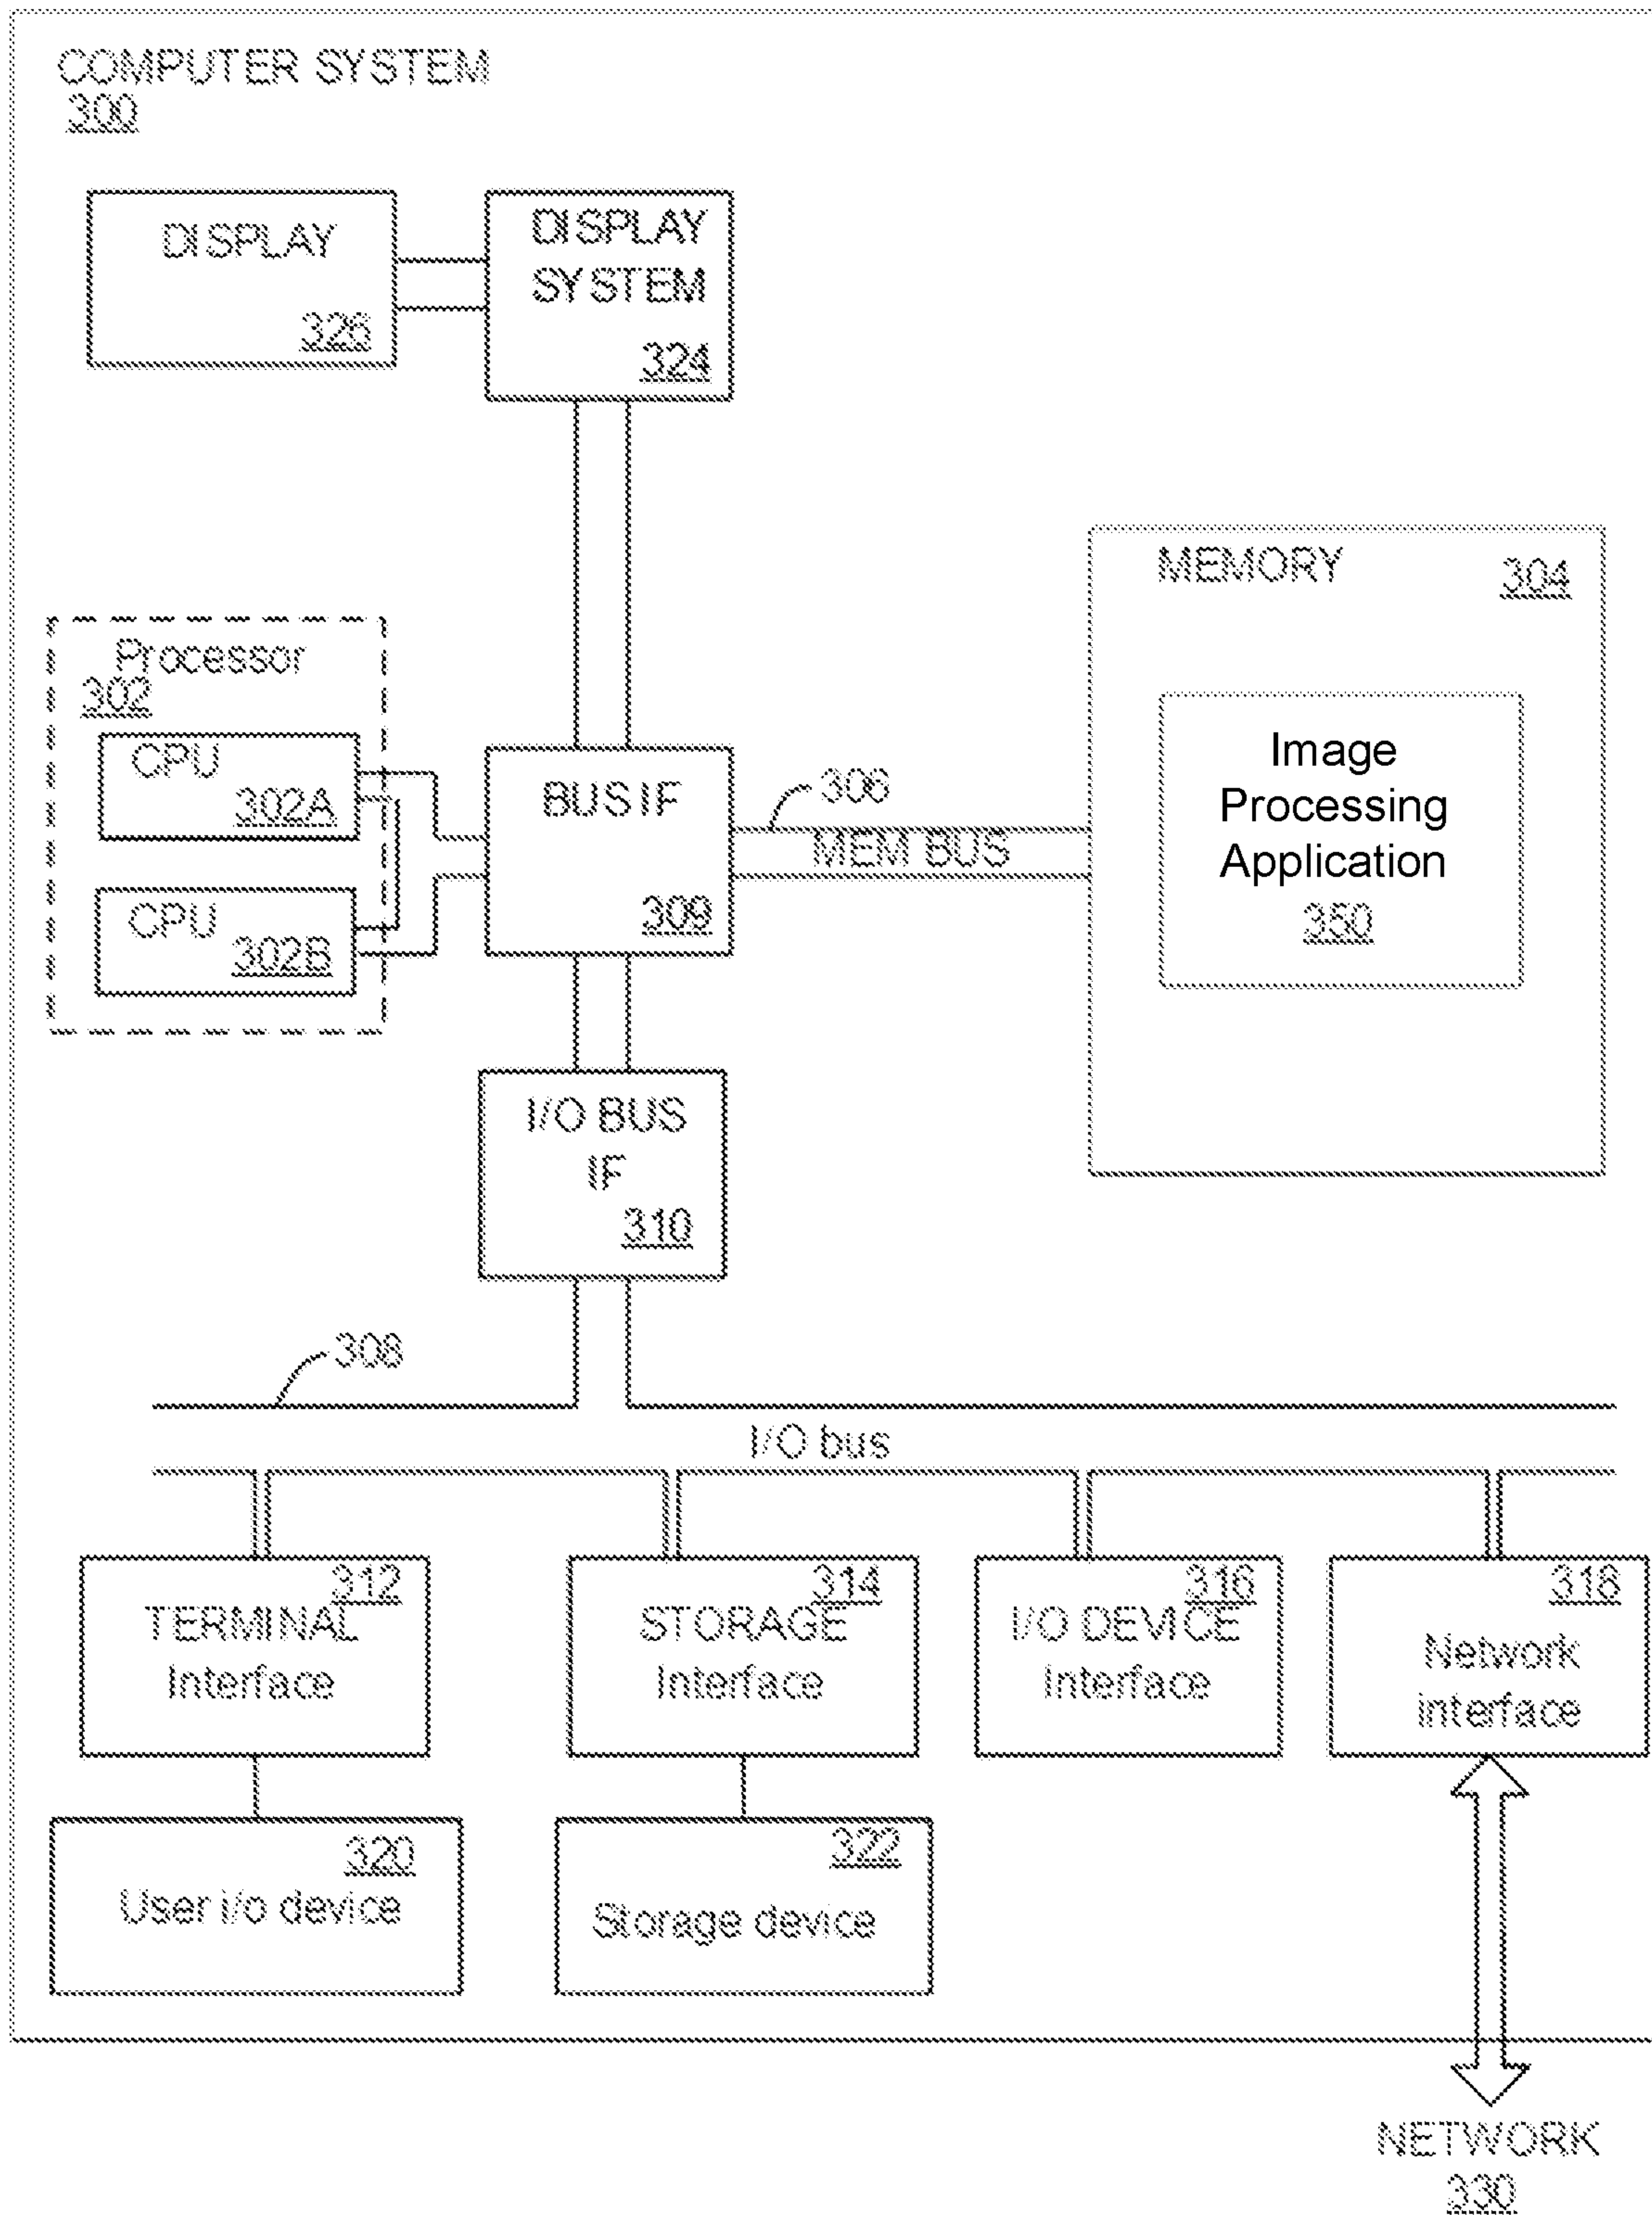 COMPUTER SYSTEM
300
DISPLAY
326
DISPLAY
SYSTEM
324
MEMORY
304
Processor
302
CPU
302A
CPU
302B
BUS IF
309
306
MEM BUS
Image
Processing
Application
350
I/O BUS
IF
310
308
I/O bus
312
TERMINAL
Interface
314
STORAGE
Interface
316
I/O DEVICE
Interface
318
Network
interface
320
User i/o device
322
Storage device
NETWORK
330